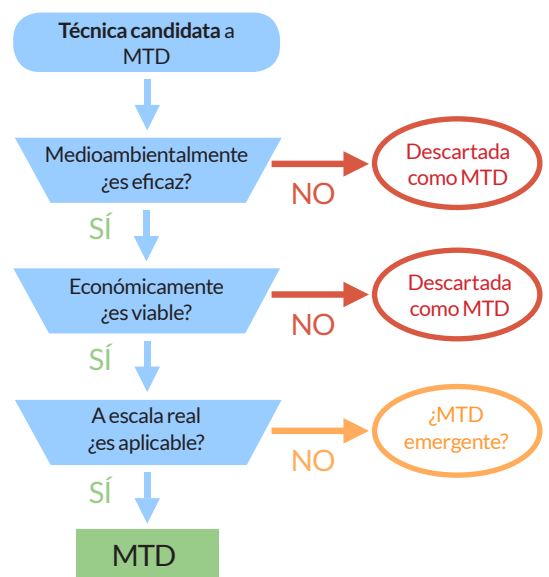 Técnica candidata a
MTD
Medioambientalmente
¿es eficaz?
Descartada
como MTD
NO
SÍ
Económicamente
¿es viable?
Descartada
como MTD
NO
SÍ
A escala real
¿es aplicable?
¿MTD
emergente?
NO
SÍ
MTD